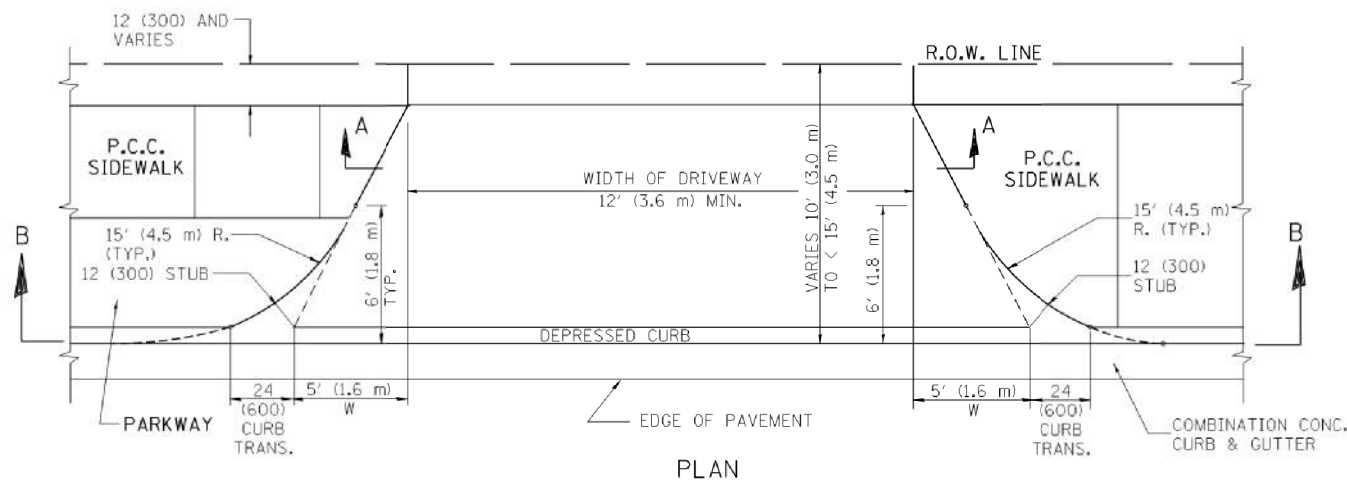 12 (300) AND
VARIES
R.O.W. LINE
A
A
P.C.C.
SIDEWALK
P.C.C.
SIDEWALK
WIDTH OF DRIVEWAY
12' (3.6 m) MIN.
VARIES 10' (3.0 m)
TO < 15' (4.5 m)
15' (4.5 m) R.
(TYP.)
12 (300) STUB
6' (1.8 m)
TYP.
6' (1.8 m)
15' (4.5 m)
R. (TYP.)
12 (300)
STUB
B
B
DEPRESSED CURB
24
(600)
CURB
TRANS.
5' (1.6 m)
W
5' (1.6 m)
W
24
(600)
CURB
TRANS.
PARKWAY
EDGE OF PAVEMENT
COMBINATION CONC.
CURB & GUTTER
PLAN